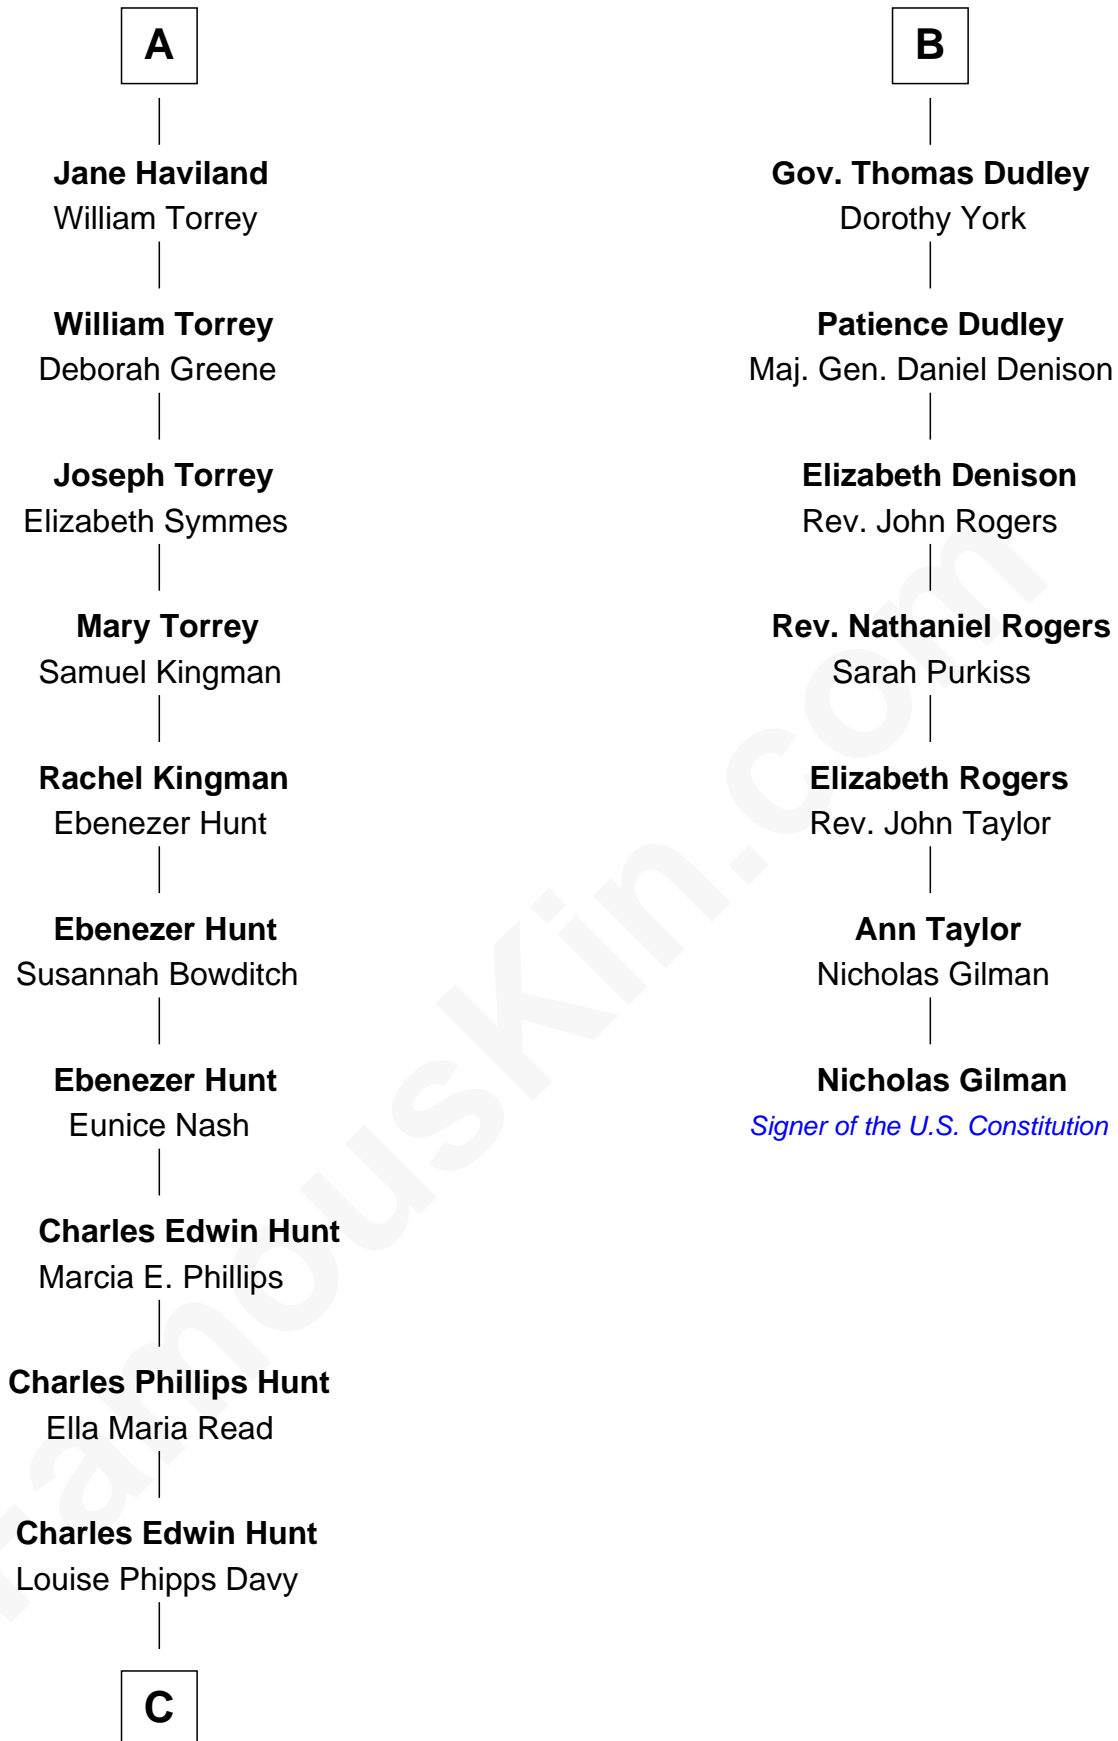 A
Jane Haviland
William Torrey
William Torrey
Deborah Greene
Joseph Torrey
Elizabeth Symmes
Mary Torrey
Samuel Kingman
Rachel Kingman
Ebenezer Hunt
Ebenezer Hunt
Susannah Bowditch
Ebenezer Hunt
Eunice Nash
Charles Edwin Hunt
Marcia E. Phillips
Charles Phillips Hunt
Ella Maria Read
Charles Edwin Hunt
Louise Phipps Davy
C
B
Gov. Thomas Dudley
Dorothy York
Patience Dudley
Maj. Gen. Daniel Denison
Elizabeth Denison
Rev. John Rogers
Rev. Nathaniel Rogers
Sarah Purkiss
Elizabeth Rogers
Rev. John Taylor
Ann Taylor
Nicholas Gilman
Nicholas Gilman
Signer of the U.S. Constitution
FamousKin.com